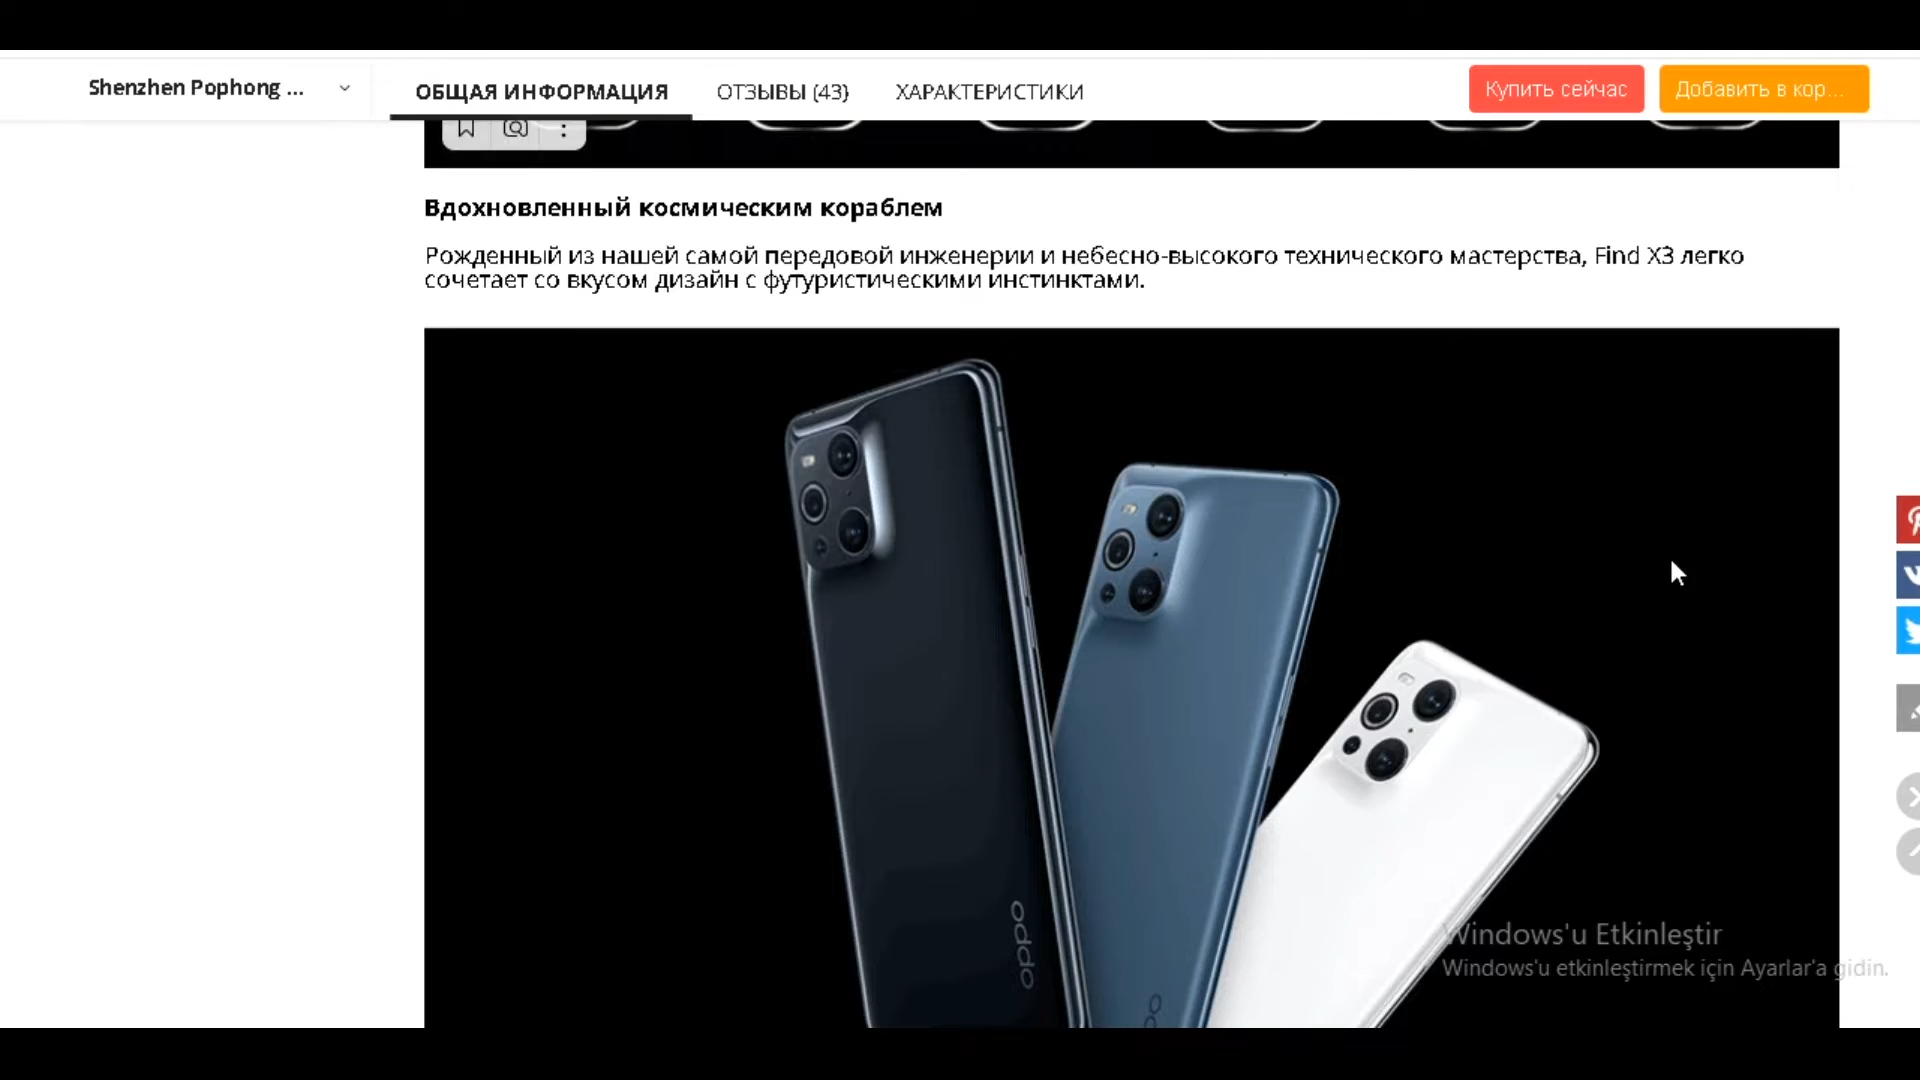 Shenzhen Pophong ...
ОБЩАЯ ИНФОРМАЦИЯ
ОТЗЫВЫ (43)
ХАРАКТЕРИСТИКИ
Купить сейчас
Добавить в кор...
Вдохновленный космическим кораблем
Рожденный из нашей самой передовой инженерии и небесно-высокого технического мастерства, Find X3 легко
сочетает со вкусом дизайн с футуристическими инстинктами.
oppo
Windows'u Etkinleştir
Windows'u etkinleştirmek için Ayarlar'a gidin.